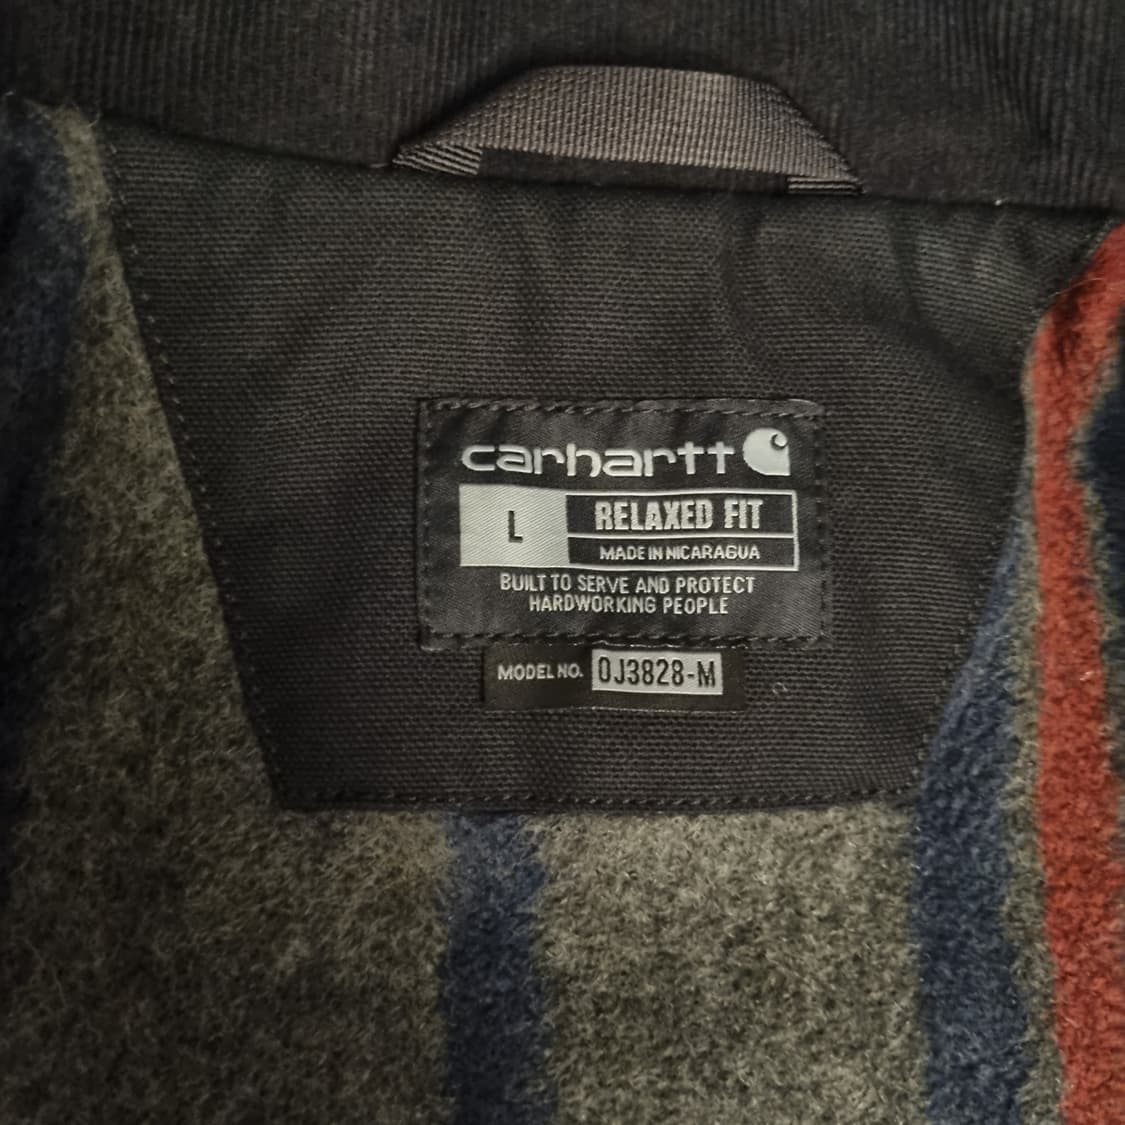 carhartt
L
RELAXED FIT
MADE IN NICARAGUA
BUILT TO SERVE AND PROTECT
HARDWORKING PEOPLE
MODEL NO. OJ3828-M